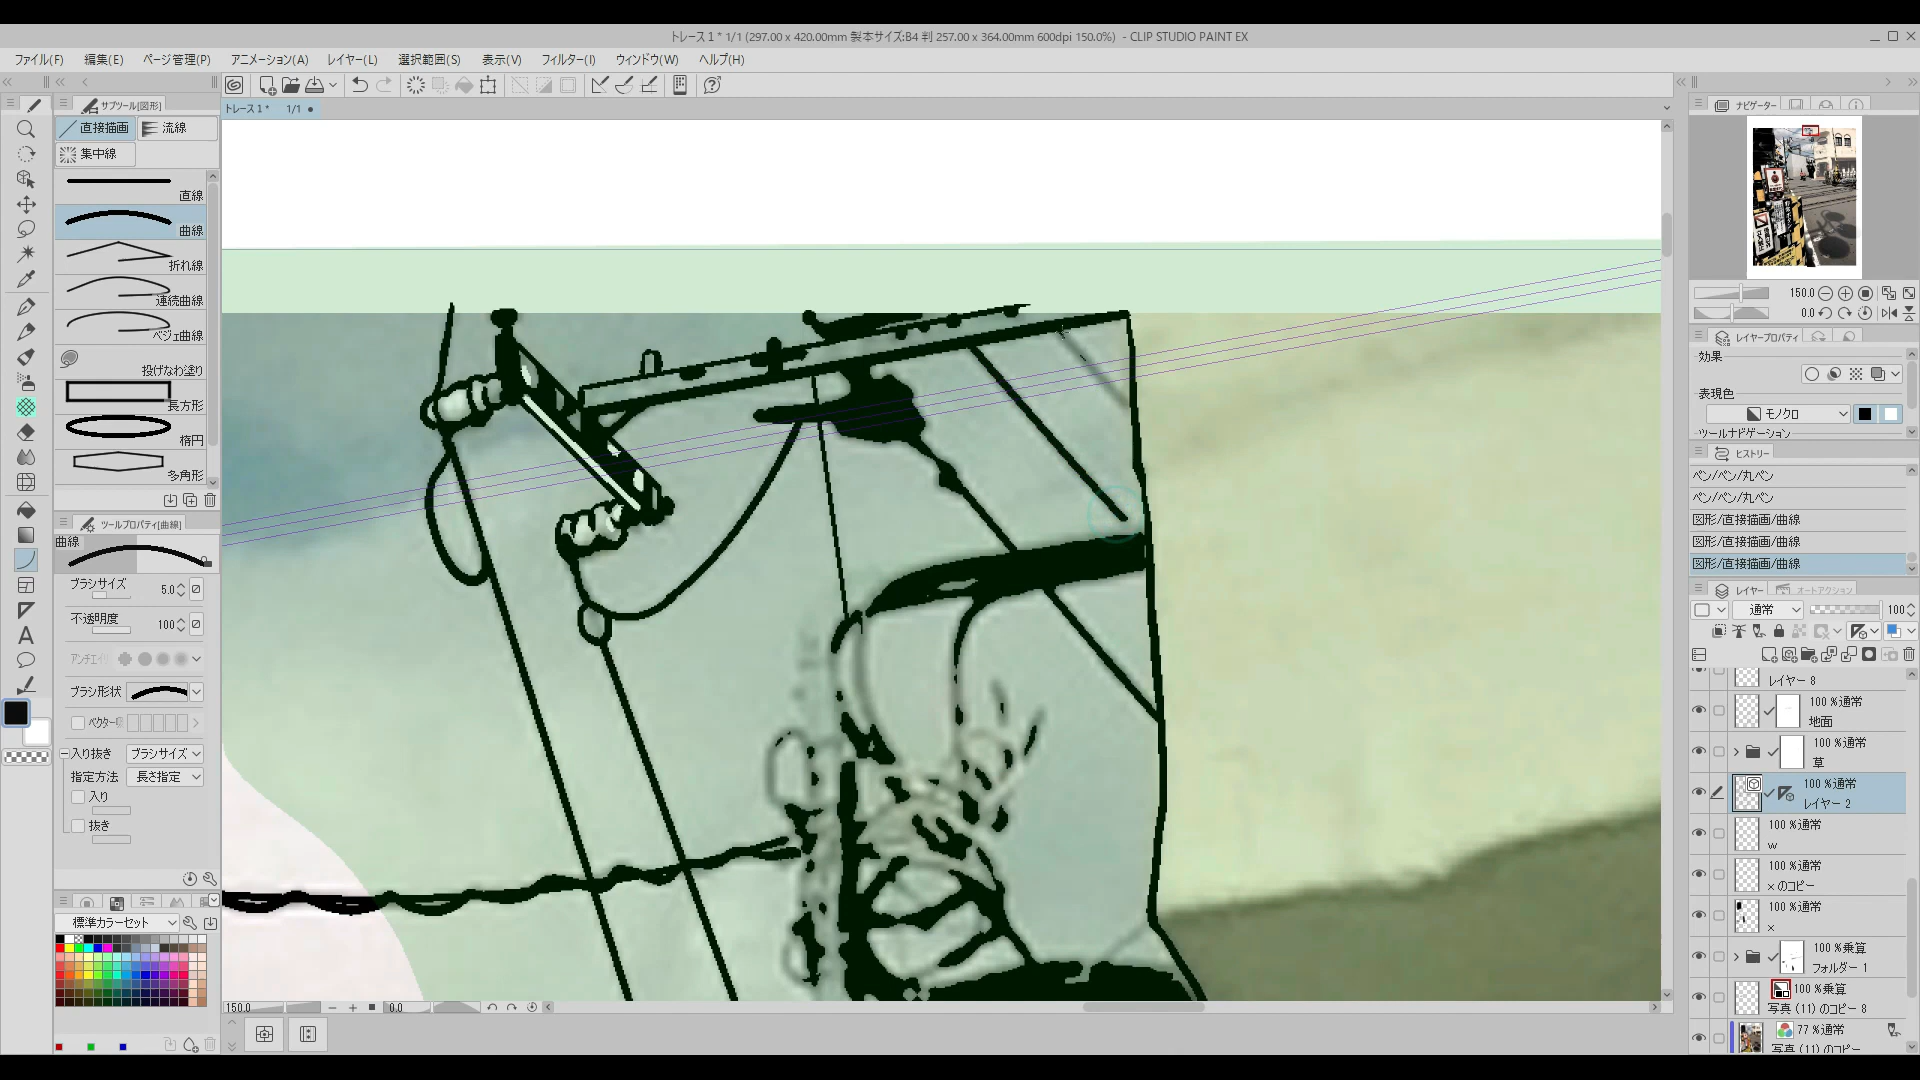 トレース1* 1/1 (297.00 x 420.00mm 製本サイズ:B4 判 257.00 x 364.00mm 600dpi 150.0%) - CLIP STUDIO PAINT EX
ファイル(F) 編集(E) ページ管理(P) アニメーション(A) レイヤー(L) 選択範囲(S) 表示(V) フィルター(I) ウィンドウ(W) ヘルプ(H)
サブツール[図形]
直接描画 流線
集中線
直線
曲線
折れ線
連続曲線
ベジェ曲線
投げなわ塗り
長方形
楕円
多角形
ツールプロパティ[曲線]
曲線
ブラシサイズ 5.0
不透明度 100
ブラシ形状
入り抜き ブラシサイズ
指定方法 長さ指定
入り
抜き
標準カラーセット
トレース1* 1/1
150.0 0.0
ナビゲーター
150.0
0.0
レイヤープロパティ
効果
表現色
モノクロ
ツールナビゲーション
ヒストリー
ペン/ペン/丸ペン
ペン/ペン/丸ペン
図形/直接描画/曲線
図形/直接描画/曲線
図形/直接描画/曲線
レイヤー オートアクション
通常 100
レイヤー 8
100 %通常
地面
100 %通常
草
100 %通常
レイヤー 2
100 %通常
w
100 %通常
x のコピー
100 %通常
x
100 %乗算
フォルダー 1
100 %乗算
写真 (11) のコピー 8
77 %通常
写真 (11) のコピー